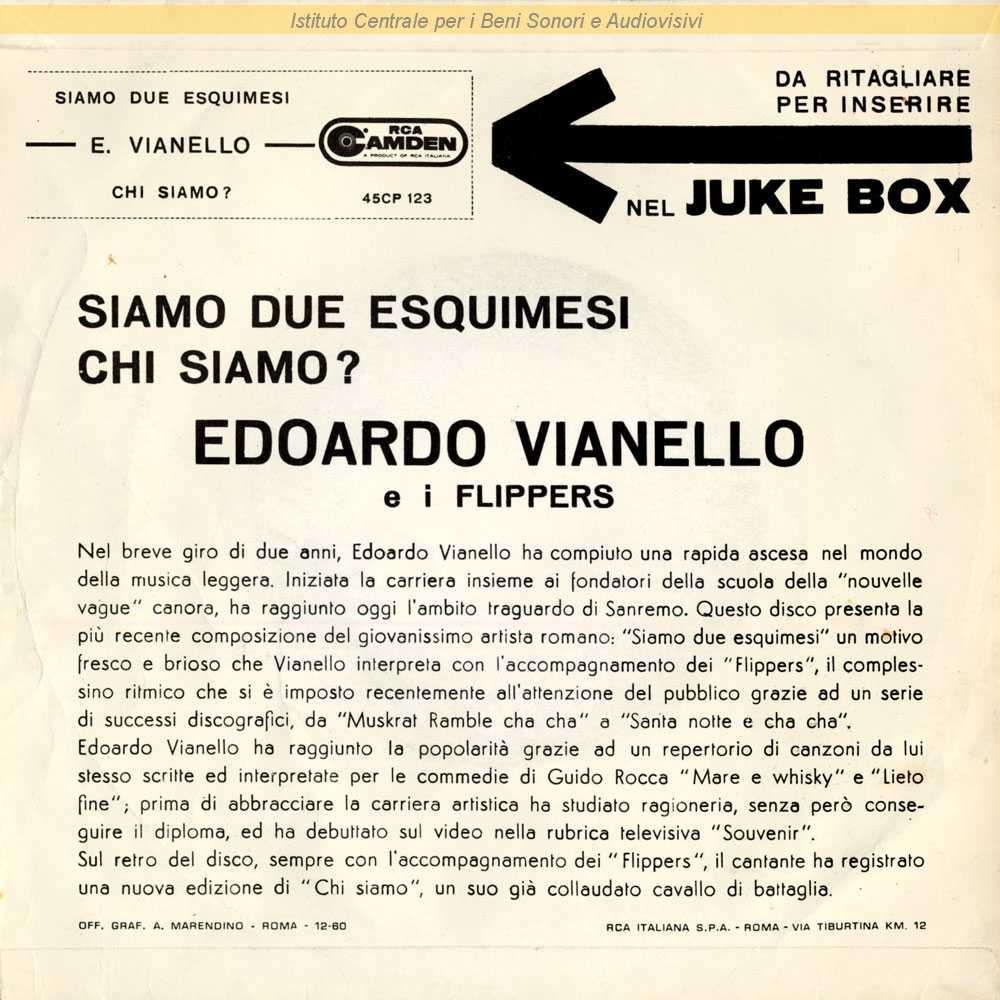 Istituto Centrale per i Beni Sonori e Audiovisivi
SIAMO DUE ESQUIMESI
E. VIANELLO
RCA
CAMDEN
A PRODUCT OF RCA ITALIANA
CHI SIAMO?
45CP 123
DA RITAGLIARE
PER INSERIRE
NEL JUKE BOX
SIAMO DUE ESQUIMESI
CHI SIAMO?
EDOARDO VIANELLO
e i FLIPPERS
Nel breve giro di due anni, Edoardo Vianello ha compiuto una rapida ascesa nel mondo
della musica leggera. Iniziata la carriera insieme ai fondatori della scuola della "nouvelle
vague" canora, ha raggiunto oggi l'ambito traguardo di Sanremo. Questo disco presenta la
più recente composizione del giovanissimo artista romano: "Siamo due esquimesi" un motivo
fresco e brioso che Vianello interpreta con l'accompagnamento dei "Flippers", il comples-
sino ritmico che si è imposto recentemente all'attenzione del pubblico grazie ad un serie
di successi discografici, da "Muskrat Ramble cha cha" a "Santa notte e cha cha".
Edoardo Vianello ha raggiunto la popolarità grazie ad un repertorio di canzoni da lui
stesso scritte ed interpretate per le commedie di Guido Rocca "Mare e whisky" e "Lieto
fine"; prima di abbracciare la carriera artistica ha studiato ragioneria, senza però conse-
guire il diploma, ed ha debuttato sul video nella rubrica televisiva "Souvenir".
Sul retro del disco, sempre con l'accompagnamento dei "Flippers", il cantante ha registrato
una nuova edizione di "Chi siamo", un suo già collaudato cavallo di battaglia.
OFF. GRAF. A. MARENDINO - ROMA - 12-60
RCA ITALIANA S.P.A. - ROMA - VIA TIBURTINA KM. 12